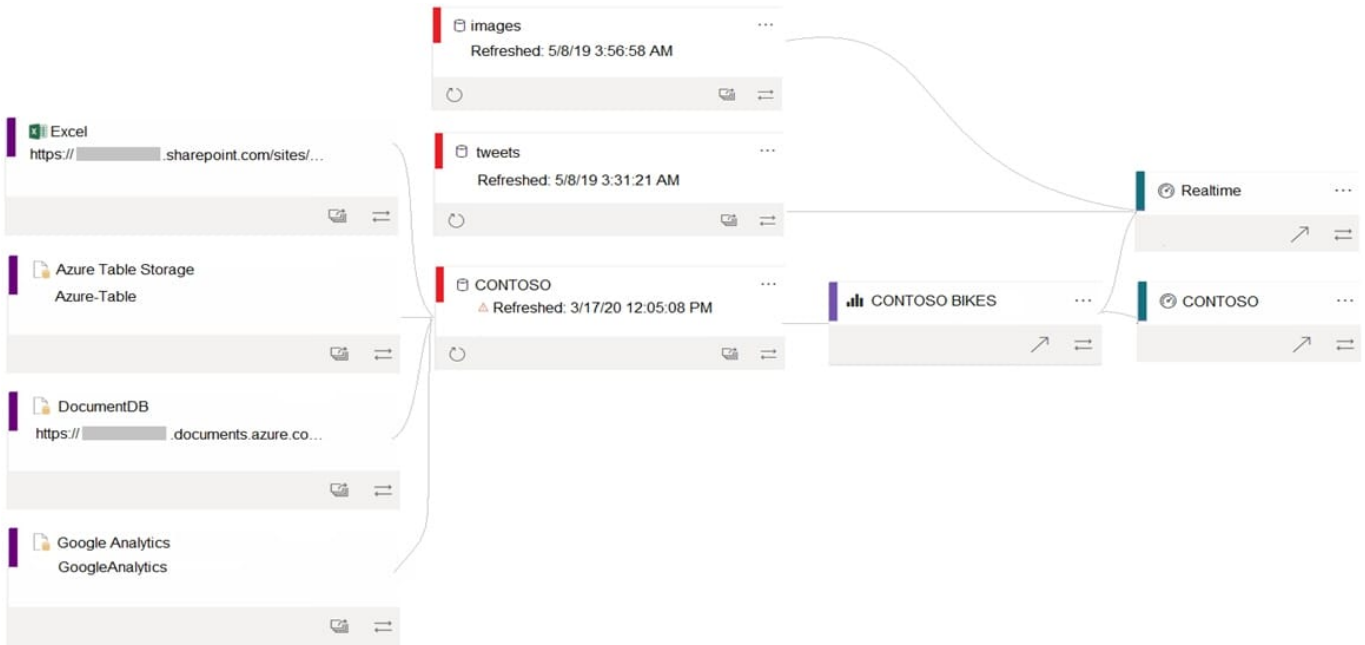 Excel
https:// .sharepoint.com/sites/...
Azure Table Storage
Azure-Table
DocumentDB
https:// .documents.azure.co...
Google Analytics
GoogleAnalytics
images
Refreshed: 5/8/19 3:56:58 AM
tweets
Refreshed: 5/8/19 3:31:21 AM
CONTOSO
Refreshed: 3/17/20 12:05:08 PM
CONTOSO BIKES
Realtime
CONTOSO